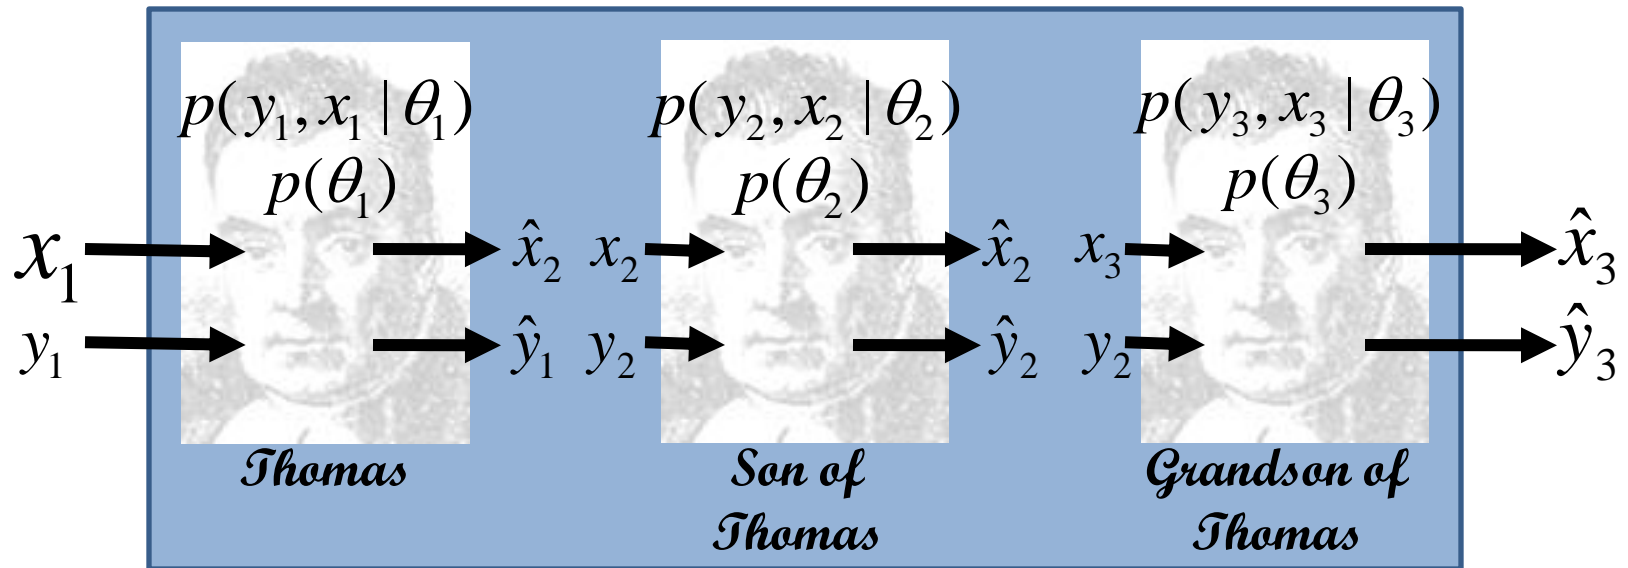 p(y₁, x₁ | θ₁) p(y₂, x₂ | θ₂) p(y₃, x₃ | θ₃)
p(θ₁) p(θ₂) p(θ₃)
x₁ x̂₂ x₂ x̂₂ x₃ x̂₃
y₁ ŷ₁ y₂ ŷ₂ y₂ ŷ₃
Thomas Son of Grandson of
Thomas Thomas